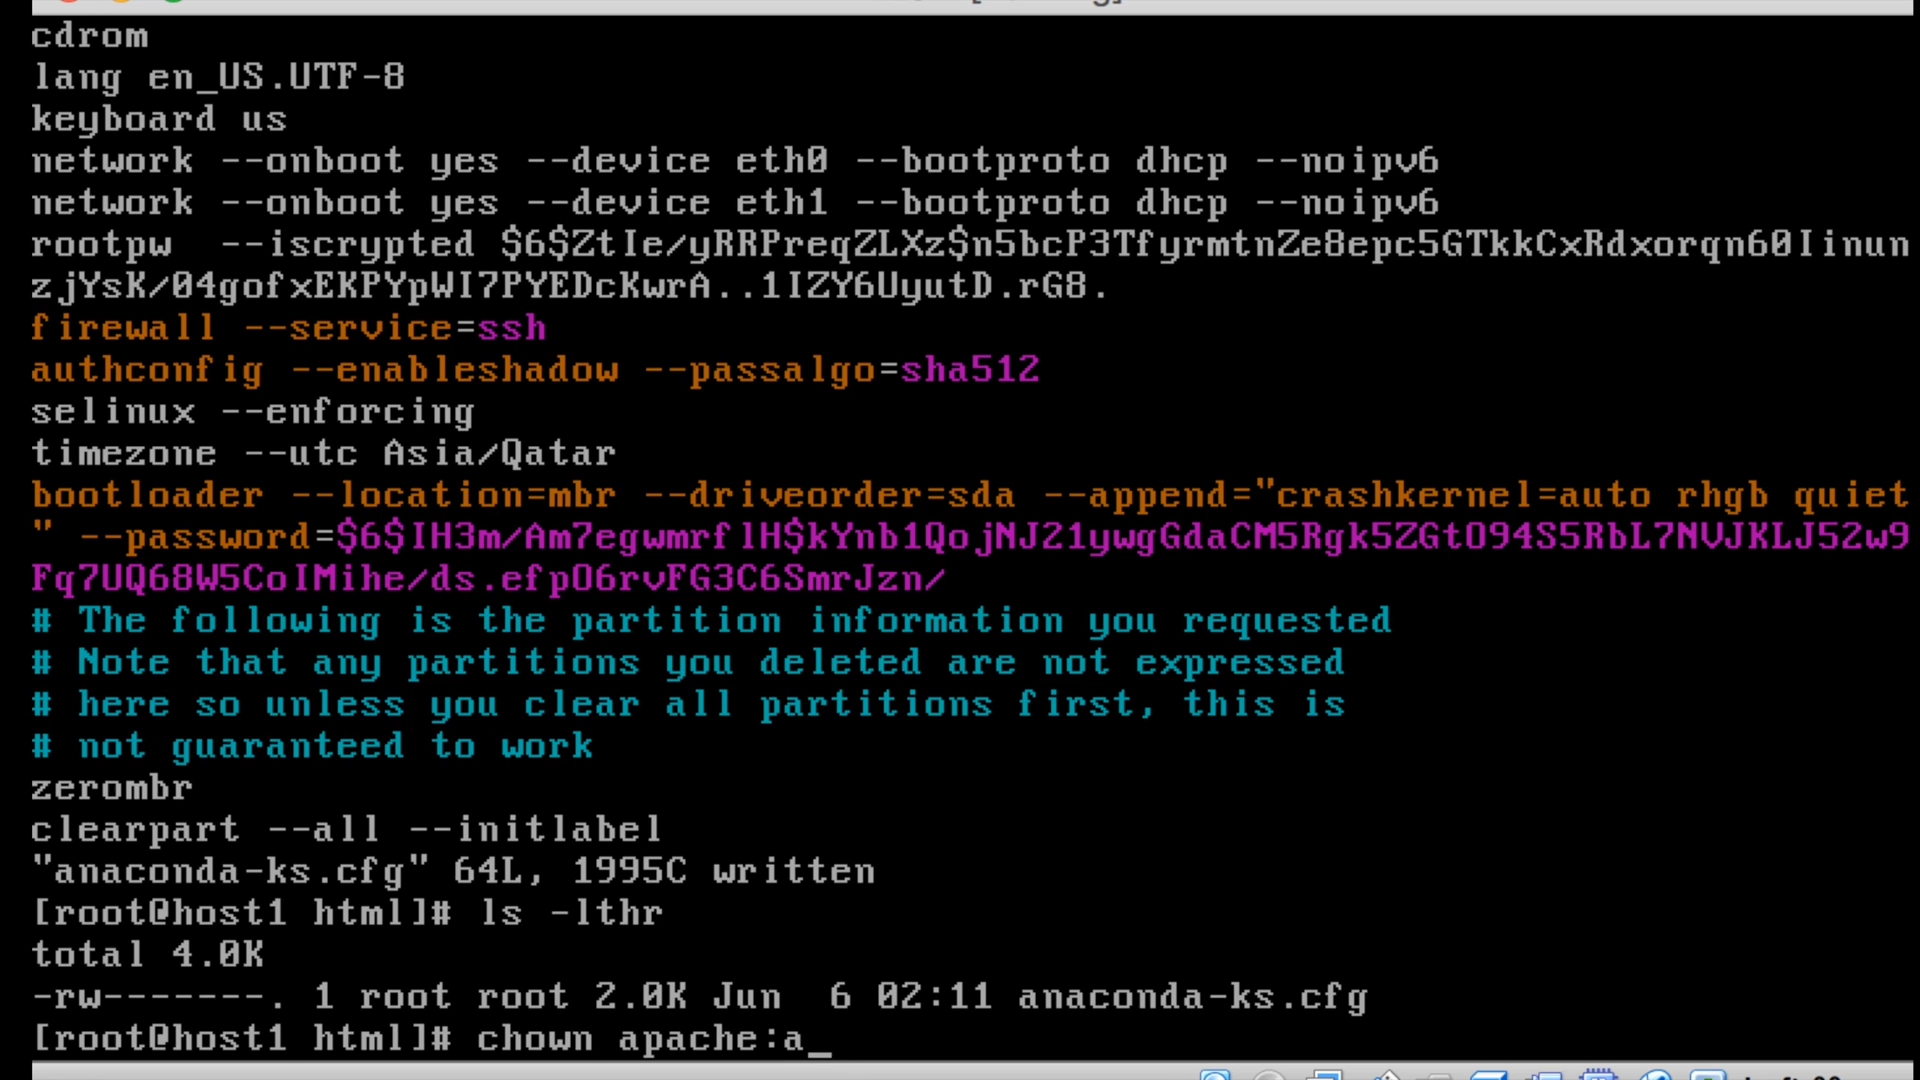 cdrom
lang en_US.UTF-8
keyboard us
network --onboot yes --device eth0 --bootproto dhcp --noipv6
network --onboot yes --device eth1 --bootproto dhcp --noipv6
rootpw  --iscrypted $6$ZtIe/yRRPreqZLXz$n5bcP3TfyrmtnZe8epc5GTkkCxRdxorqn60Iinun
zjYsK/04gofxEKPYpWI7PYEDcKwrA..1IZY6UyutD.rG8.
firewall --service=ssh
authconfig --enableshadow --passalgo=sha512
selinux --enforcing
timezone --utc Asia/Qatar
bootloader --location=mbr --driveorder=sda --append="crashkernel=auto rhgb quiet
" --password=$6$IH3m/Am7egwmrflH$kYnb1QojNJ21ywgGdaCM5Rgk5ZGtO94S5RbL7NVJKLJ52w9
Fq7UQ68W5CoIMihe/ds.efpO6rvFG3C6SmrJzn/
# The following is the partition information you requested
# Note that any partitions you deleted are not expressed
# here so unless you clear all partitions first, this is
# not guaranteed to work
zerombr
clearpart --all --initlabel
"anaconda-ks.cfg" 64L, 1995C written
[root@host1 html]# ls -lthr
total 4.0K
-rw-------. 1 root root 2.0K Jun  6 02:11 anaconda-ks.cfg
[root@host1 html]# chown apache:a_